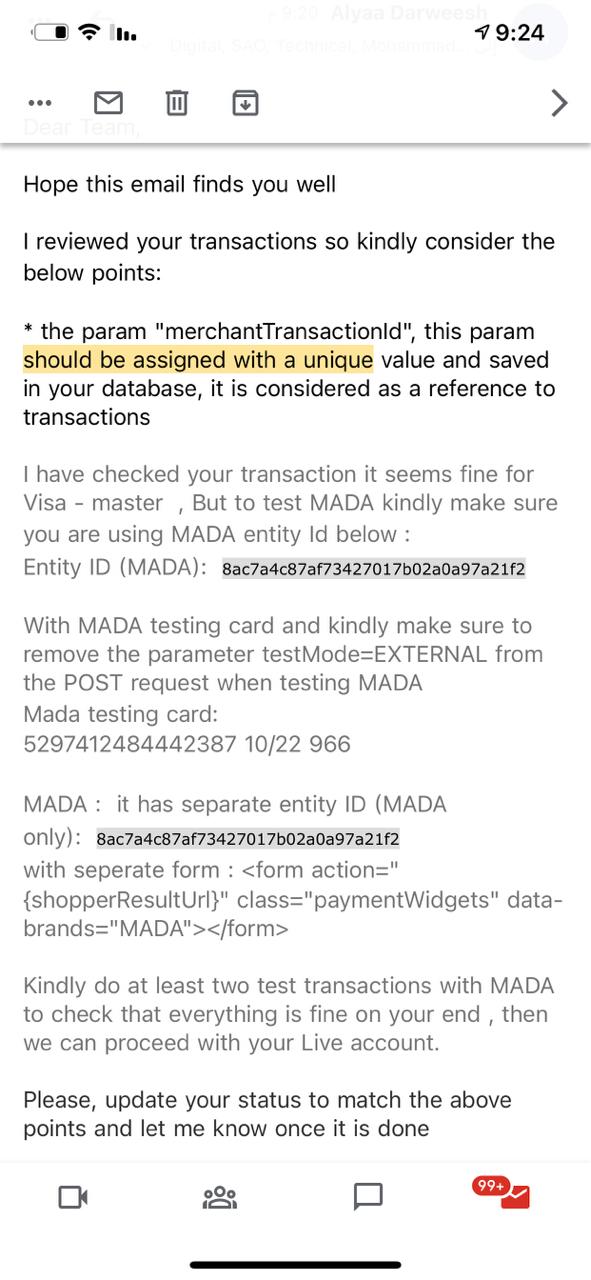 9:20 Alyaa Darweesh
9:24
Digital, SAO, Technical, Mohammad...
Dear Team,
Hope this email finds you well
I reviewed your transactions so kindly consider the
below points:
* the param "merchantTransactionId", this param
should be assigned with a unique value and saved
in your database, it is considered as a reference to
transactions
I have checked your transaction it seems fine for
Visa - master , But to test MADA kindly make sure
you are using MADA entity Id below :
Entity ID (MADA): 8ac7a4c87af73427017b02a0a97a21f2
With MADA testing card and kindly make sure to
remove the parameter testMode=EXTERNAL from
the POST request when testing MADA
Mada testing card:
5297412484442387 10/22 966
MADA : it has separate entity ID (MADA
only): 8ac7a4c87af73427017b02a0a97a21f2
with seperate form : <form action="
{shopperResultUrl}" class="paymentWidgets" data-
brands="MADA"></form>
Kindly do at least two test transactions with MADA
to check that everything is fine on your end , then
we can proceed with your Live account.
Please, update your status to match the above
points and let me know once it is done
99+